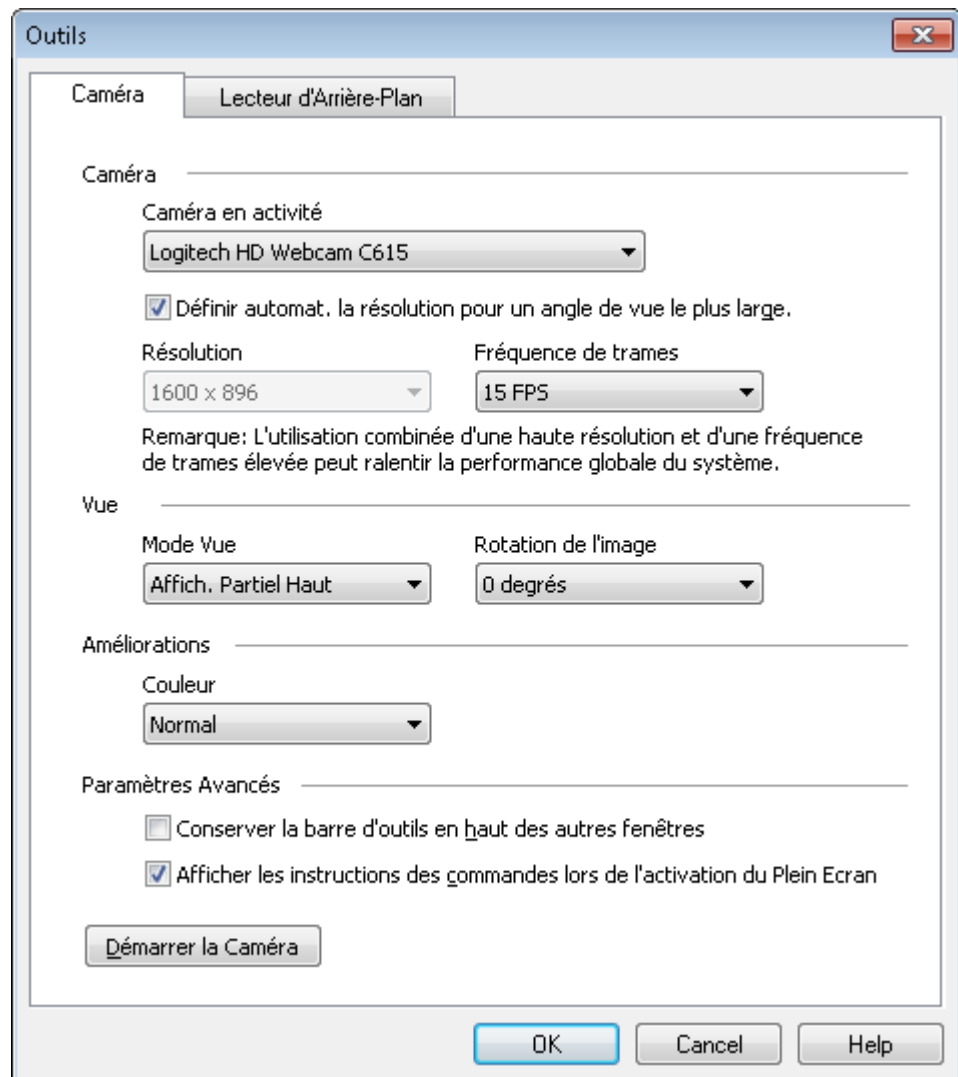 Outils
Caméra
Lecteur d'Arrière-Plan
Caméra
Caméra en activité
Logitech HD Webcam C615
Définir automat. la résolution pour un angle de vue le plus large.
Résolution
Fréquence de trames
1600 x 896
15 FPS
Remarque: L'utilisation combinée d'une haute résolution et d'une fréquence
de trames élevée peut ralentir la performance globale du système.
Vue
Mode Vue
Rotation de l'image
Affich. Partiel Haut
0 degrés
Améliorations
Couleur
Normal
Paramètres Avancés
Conserver la barre d'outils en haut des autres fenêtres
Afficher les instructions des commandes lors de l'activation du Plein Ecran
Démarrer la Caméra
OK
Cancel
Help